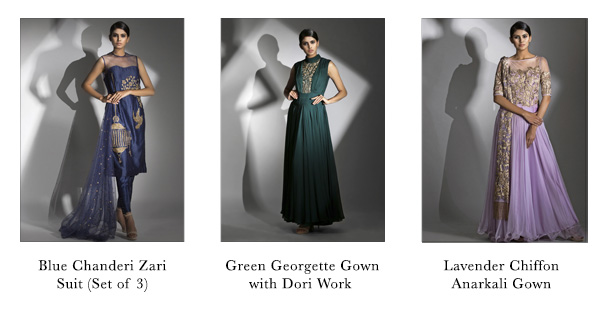 Blue Chanderi Zari
Suit (Set of 3)
Green Georgette Gown
with Dori Work
Lavender Chiffon
Anarkali Gown